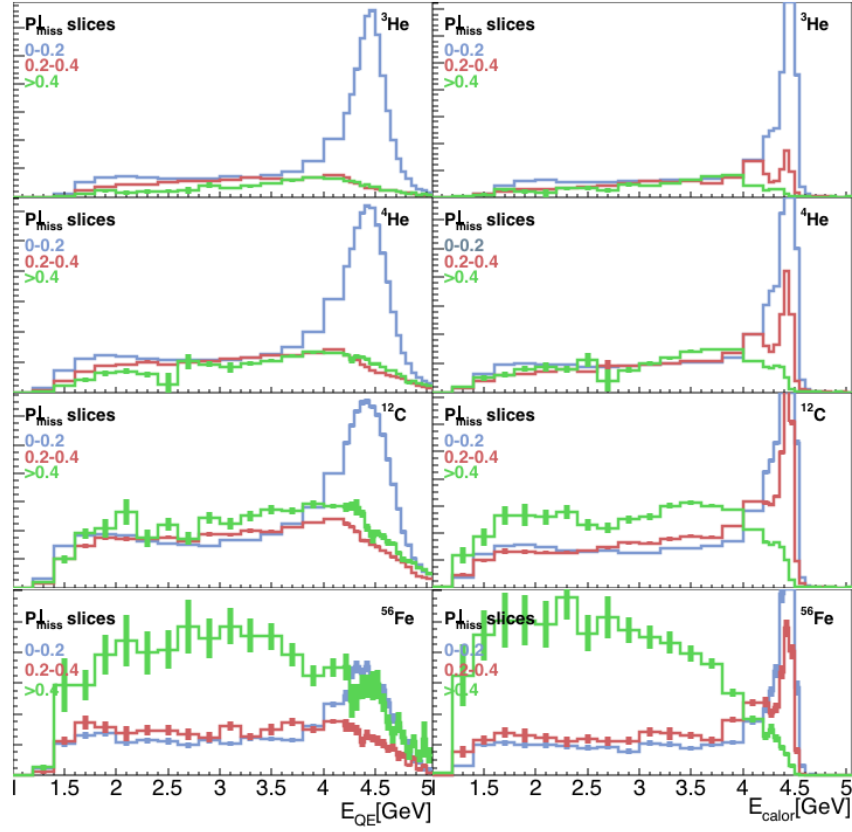 P⊥miss slices ³He
0-0.2
0.2-0.4
>0.4
P⊥miss slices ³He
0-0.2
0.2-0.4
>0.4
P⊥miss slices ⁴He
0-0.2
0.2-0.4
>0.4
P⊥miss slices ⁴He
0-0.2
0.2-0.4
>0.4
P⊥miss slices ¹²C
0-0.2
0.2-0.4
>0.4
P⊥miss slices ¹²C
0-0.2
0.2-0.4
>0.4
P⊥miss slices ⁵⁶Fe
0-0.2
0.2-0.4
>0.4
P⊥miss slices ⁵⁶Fe
0-0.2
0.2-0.4
>0.4
1 1.5 2 2.5 3 3.5 4 4.5 5
E_QE[GeV]
1 1.5 2 2.5 3 3.5 4 4.5 5
E_calor[GeV]